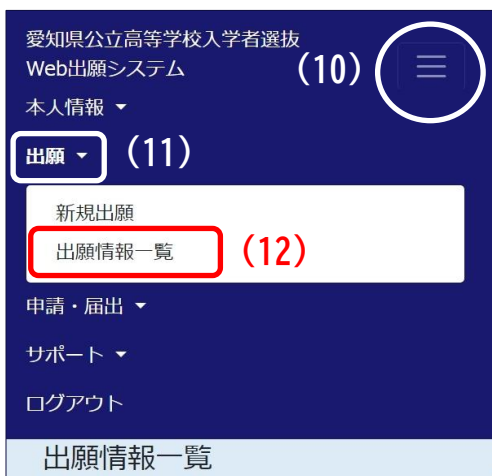 愛知県公立高等学校入学者選抜
Web出願システム (10)
本人情報
出願 (11)
新規出願
出願情報一覧 (12)
申請・届出
サポート
ログアウト
出願情報一覧